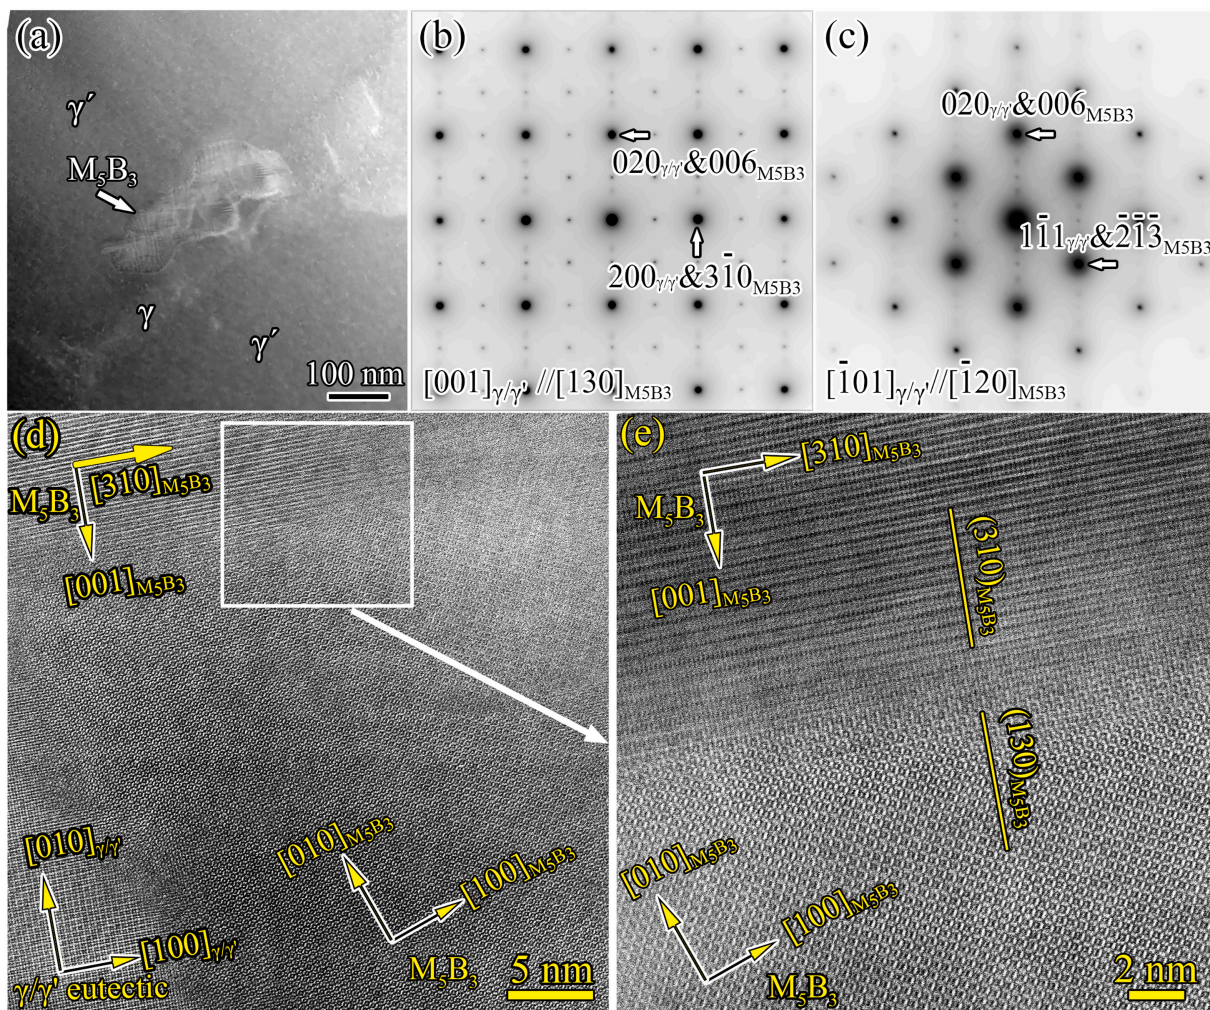 (a)
γ′
M₅B₃
γ
γ′
100 nm
(b)
020γ/γ'&006M5B3
200γ/γ'&31̄0M5B3
[001]γ/γ' //[130]M5B3
(c)
020γ/γ'&006M5B3
11̄1γ/γ'&2̄1̄3̄M5B3
[1̄01]γ/γ'//[1̄20]M5B3
(d)
[310]M₅B₃
M₅B₃
[001]M₅B₃
[010]γ/γ'
[100]γ/γ'
γ/γ' eutectic
[010]M₅B₃
[100]M₅B₃
M₅B₃
5 nm
(e)
[310]M₅B₃
M₅B₃
[001]M₅B₃
(310)M₅B₃
(130)M₅B₃
[010]M₅B₃
[100]M₅B₃
M₅B₃
2 nm